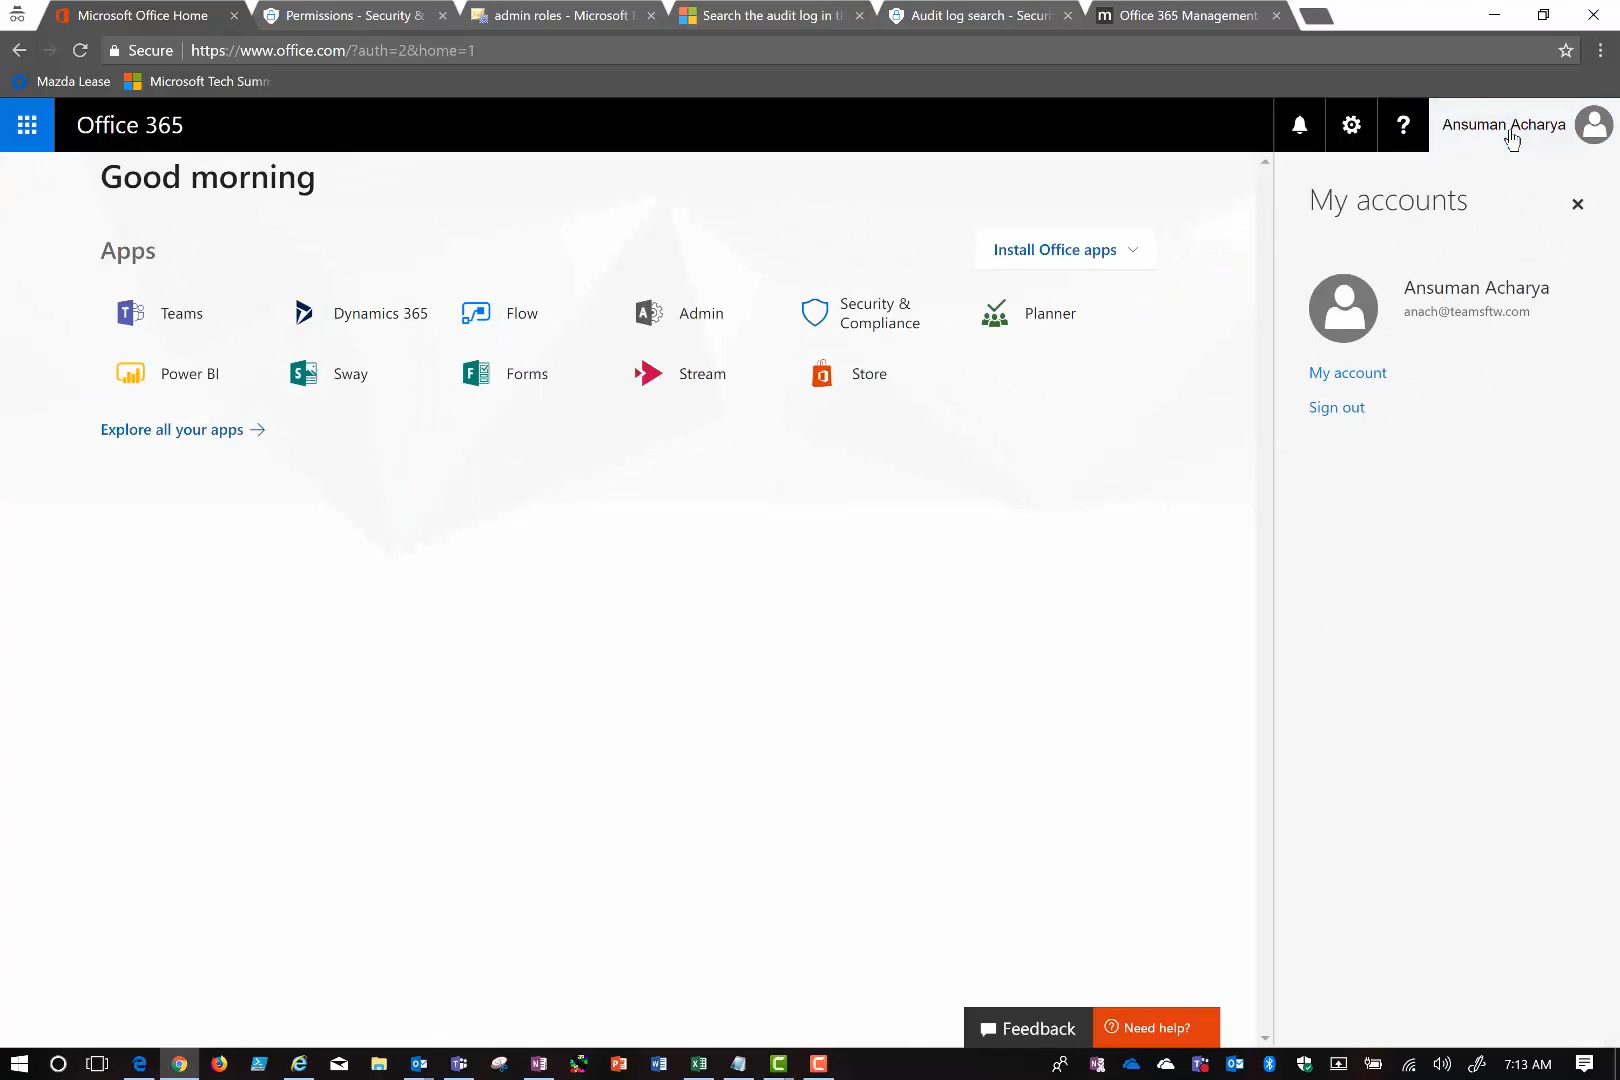 Microsoft Office Home
Permissions - Security &
admin roles - Microsoft
Search the audit log in t
Audit log search - Securi
m Office 365 Management
Secure https://www.office.com/?auth=2&home=1
Mazda Lease
Microsoft Tech Summ
Office 365
?
Ansuman Acharya
Good morning
My accounts
Apps
Install Office apps
Ansuman Acharya
anach@teamsftw.com
Teams
Dynamics 365
Flow
Admin
Security &
Compliance
Planner
Power BI
Sway
Forms
Stream
Store
My account
Sign out
Explore all your apps
Feedback
Need help?
7:13 AM